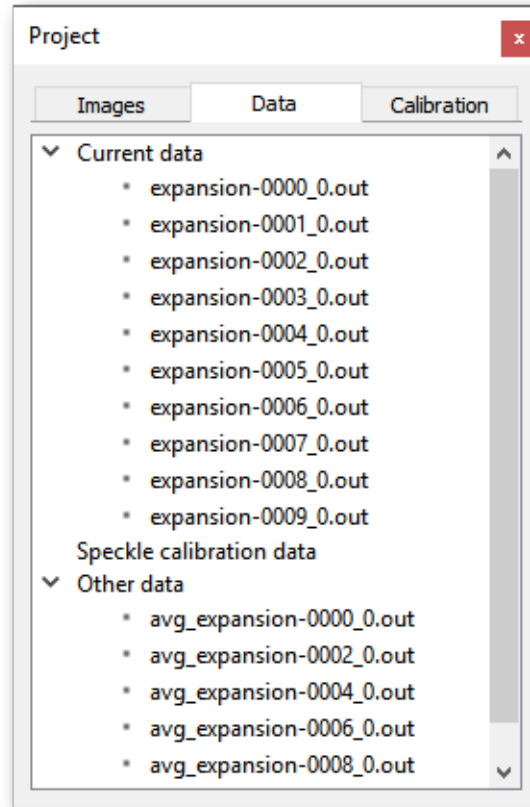 Project
x
Images Data Calibration
Current data
expansion-0000_0.out
expansion-0001_0.out
expansion-0002_0.out
expansion-0003_0.out
expansion-0004_0.out
expansion-0005_0.out
expansion-0006_0.out
expansion-0007_0.out
expansion-0008_0.out
expansion-0009_0.out
Speckle calibration data
Other data
avg_expansion-0000_0.out
avg_expansion-0002_0.out
avg_expansion-0004_0.out
avg_expansion-0006_0.out
avg_expansion-0008_0.out